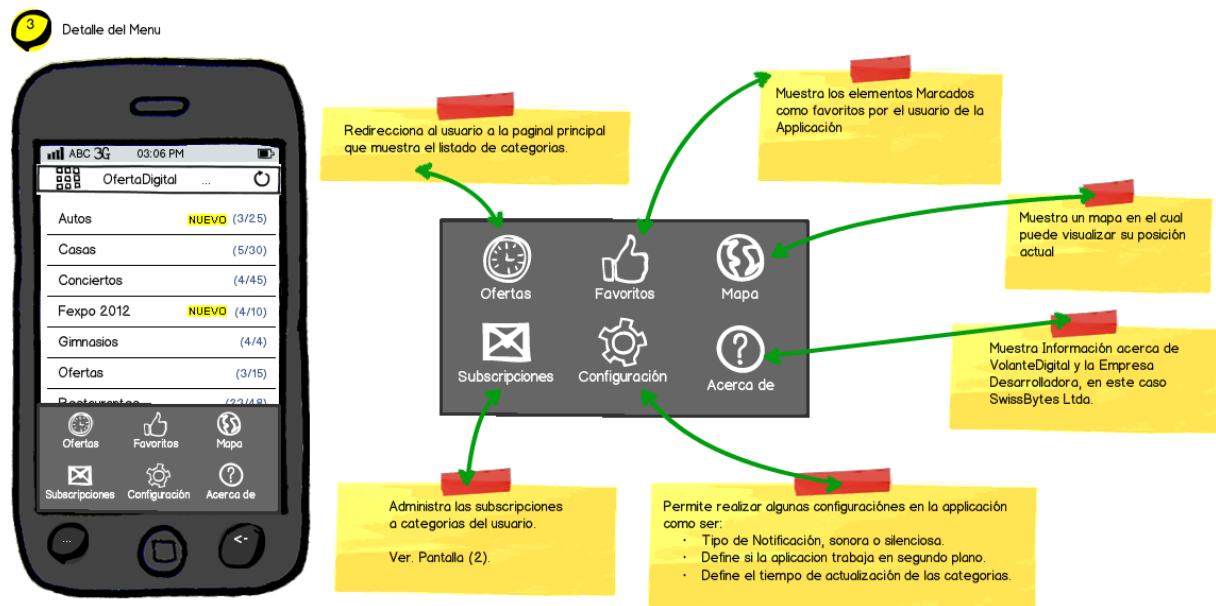 3
Detalle del Menu
ABC 3G 03:06 PM
OfertaDigital ...
Autos NUEVO (3/25)
Casas (5/30)
Conciertos (4/45)
Fexpo 2012 NUEVO (4/10)
Gimnasios (4/4)
Ofertas (3/15)
Restaurantes (23/48)
Ofertas Favoritos Mapa
Subscripciones Configuración Acerca de
... <-
Redirecciona al usuario a la paginal principal
que muestra el listado de categorias.
Muestra los elementos Marcados
como favoritos por el usuario de la
Applicación
Muestra un mapa en el cual
puede visualizar su posición
actual
Ofertas Favoritos Mapa
Subscripciones Configuración Acerca de
Muestra Información acerca de
VolanteDigital y la Empresa
Desarrolladora, en este caso
SwissBytes Ltda.
Administra las subscripciones
a categorias del usuario.
Ver. Pantalla (2).
Permite realizar algunas configuraciónes en la applicación
como ser:
· Tipo de Notificación, sonora o silenciosa.
· Define si la aplicacion trabaja en segundo plano.
· Define el tiempo de actualización de las categorias.